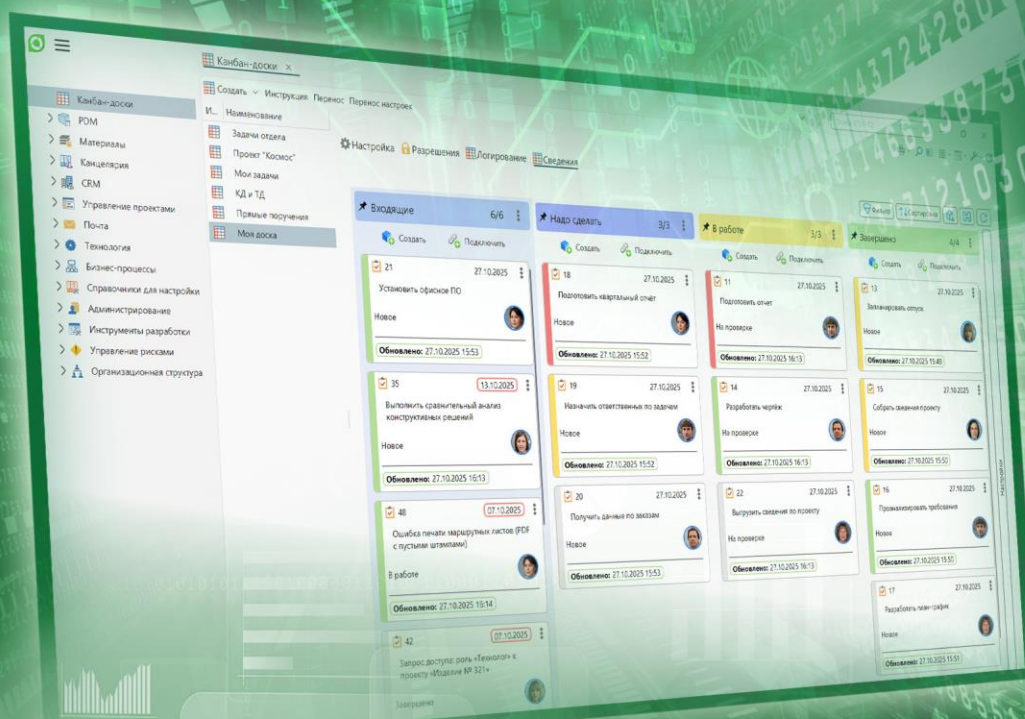 Канбан-доски ×
Создать Инструкция Перенос Перенос настроек
И... Наименование
Задачи отдела
Проект "Космос"
Мои задачи
КД и ТД
Прямые поручения
Моя доска
Канбан-доски
PDM
Материалы
Канцелярия
CRM
Управление проектами
Почта
Технология
Бизнес-процессы
Справочники для настройки
Администрирование
Инструменты разработки
Управление рисками
Организационная структура
Настройка Разрешения Логирование Сведения
Фильтр Сортировка
Входящие 6/6
Создать Подключить
21 27.10.2025
Установить офисное ПО
Новое
Обновлено: 27.10.2025 15:53
35 13.10.2025
Выполнить сравнительный анализ
конструктивных решений
Новое
Обновлено: 27.10.2025 16:13
48 07.10.2025
Ошибка печати маршрутных листов (PDF
с пустыми штампами)
В работе
Обновлено: 27.10.2025 16:14
42 07.10.2025
Запрос доступа: роль «Технолог» к
проекту «Изделие № 321»
Завершено
Надо сделать 3/3
Создать Подключить
18 27.10.2025
Подготовить квартальный отчёт
Новое
Обновлено: 27.10.2025 15:52
19 27.10.2025
Назначить ответственных по задачам
Новое
Обновлено: 27.10.2025 15:52
20 27.10.2025
Получить данные по заказам
Новое
Обновлено: 27.10.2025 15:53
В работе 3/3
Создать Подключить
11 27.10.2025
Подготовить отчет
На проверке
Обновлено: 27.10.2025 16:13
14 27.10.2025
Разработать чертёж
На проверке
Обновлено: 27.10.2025 16:13
22 27.10.2025
Выгрузить сведения по проекту
На проверке
Обновлено: 27.10.2025 16:13
Завершено 4/4
Создать Подключить
13 27.10.2025
Запланировать отпуск
Новое
Обновлено: 27.10.2025 15:49
15 27.10.2025
Собрать сведения проекту
Новое
Обновлено: 27.10.2025 15:50
16 27.10.2025
Проанализировать требования
Новое
Обновлено: 27.10.2025 15:50
17 27.10.2025
Разработать план-график
Новое
Обновлено: 27.10.2025 15:51
Настройки